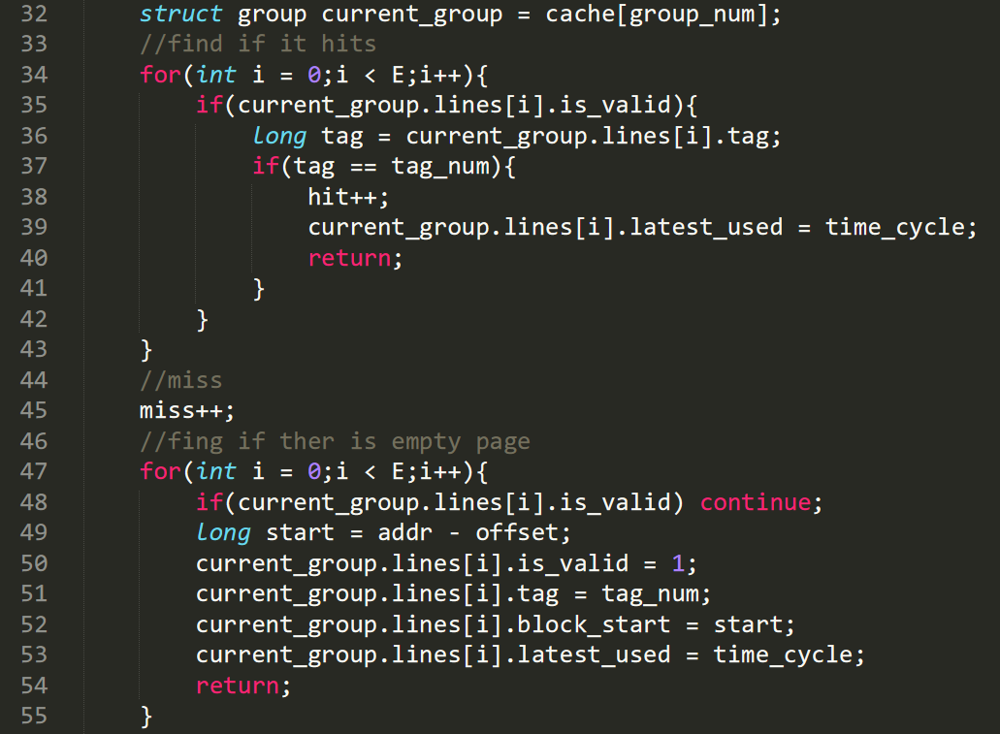 32 struct group current_group = cache[group_num];
33 //find if it hits
34 for(int i = 0;i < E;i++){
35 if(current_group.lines[i].is_valid){
36 long tag = current_group.lines[i].tag;
37 if(tag == tag_num){
38 hit++;
39 current_group.lines[i].latest_used = time_cycle;
40 return;
41 }
42 }
43 }
44 //miss
45 miss++;
46 //fing if ther is empty page
47 for(int i = 0;i < E;i++){
48 if(current_group.lines[i].is_valid) continue;
49 long start = addr - offset;
50 current_group.lines[i].is_valid = 1;
51 current_group.lines[i].tag = tag_num;
52 current_group.lines[i].block_start = start;
53 current_group.lines[i].latest_used = time_cycle;
54 return;
55 }